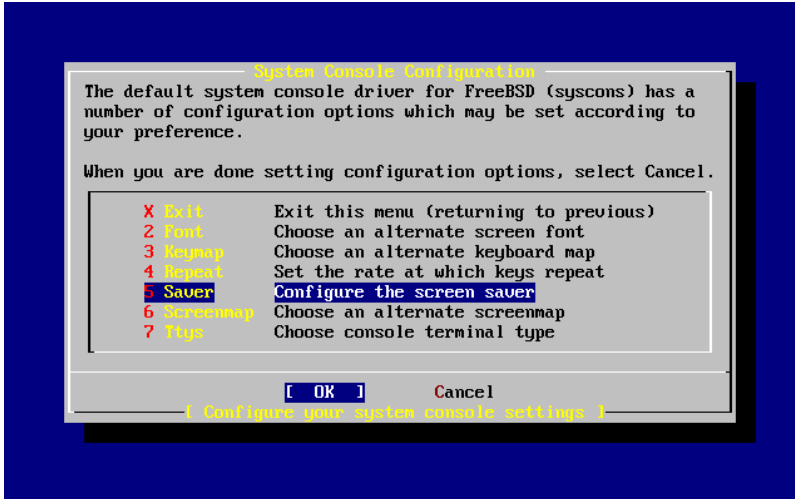 System Console Configuration
The default system console driver for FreeBSD (syscons) has a
number of configuration options which may be set according to
your preference.
When you are done setting configuration options, select Cancel.
X Exit Exit this menu (returning to previous)
2 Font Choose an alternate screen font
3 Keymap Choose an alternate keyboard map
4 Repeat Set the rate at which keys repeat
5 Saver Configure the screen saver
6 Screenmap Choose an alternate screenmap
7 Ttys Choose console terminal type
[ OK ] Cancel
[ Configure your system console settings ]